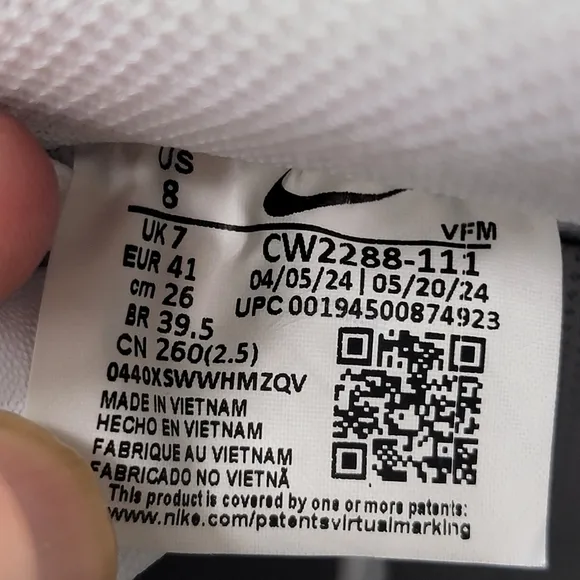 US
8
VFM
UK 7
CW2288-111
EUR 41
04/05/24 | 05/20/24
cm 26
UPC 00194500874923
BR 39.5
CN 260(2.5)
0440XSWWHMZQV
MADE IN VIETNAM
HECHO EN VIETNAM
FABRIQUE AU VIETNAM
FABRICADO NO VIETNÃ
This product is covered by one or more patents:
www.nike.com/patentsvirtualmarking